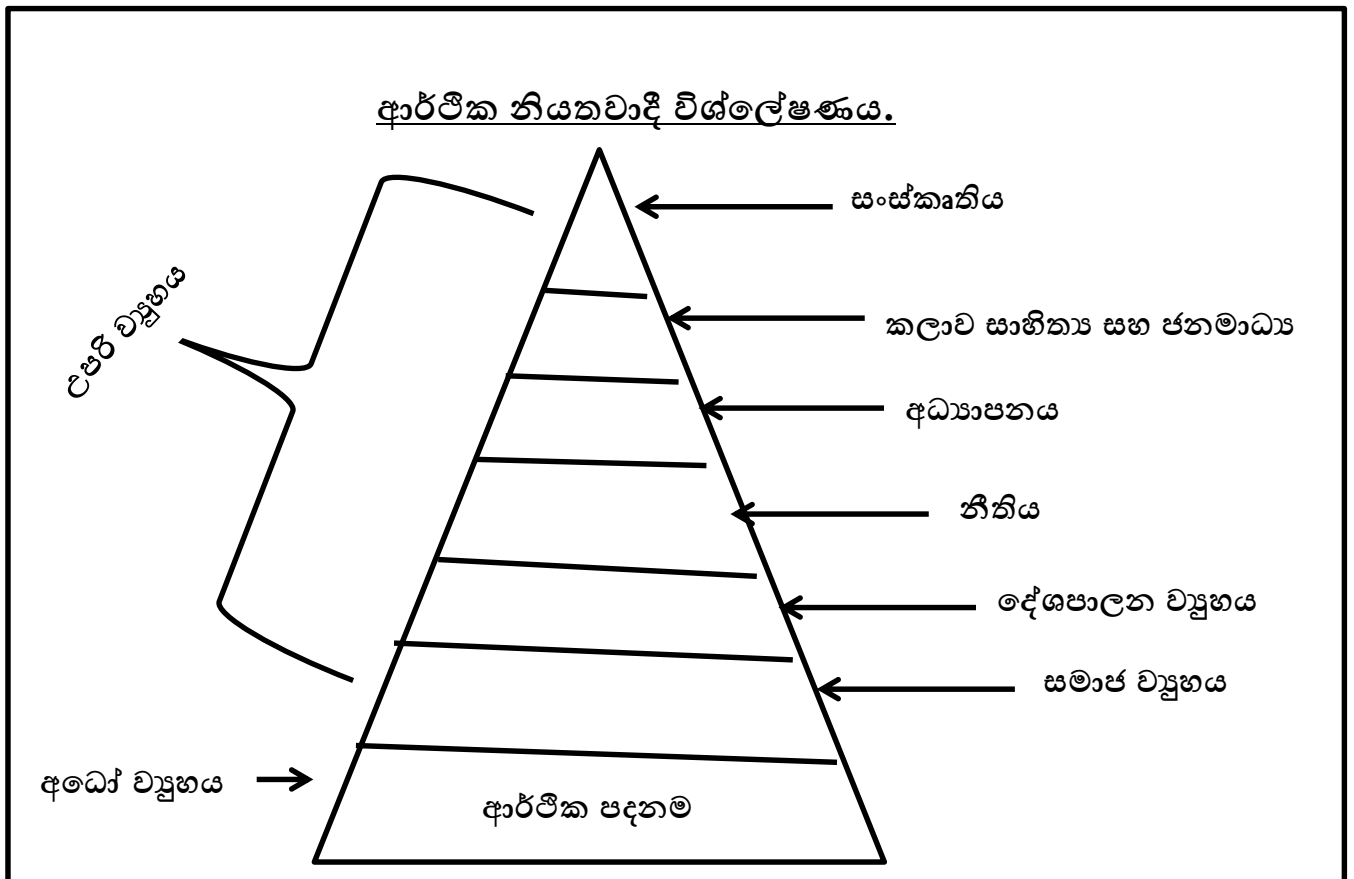 ආර්ථික නියතවාදී විශ්ලේෂණය.
සංස්කෘතිය
උපරි ව්‍යුහය
කලාව සාහිත්‍ය සහ ජනමාධ්‍ය
අධ්‍යාපනය
නීතිය
දේශපාලන ව්‍යුහය
සමාජ ව්‍යුහය
අධෝ ව්‍යුහය
ආර්ථික පදනම